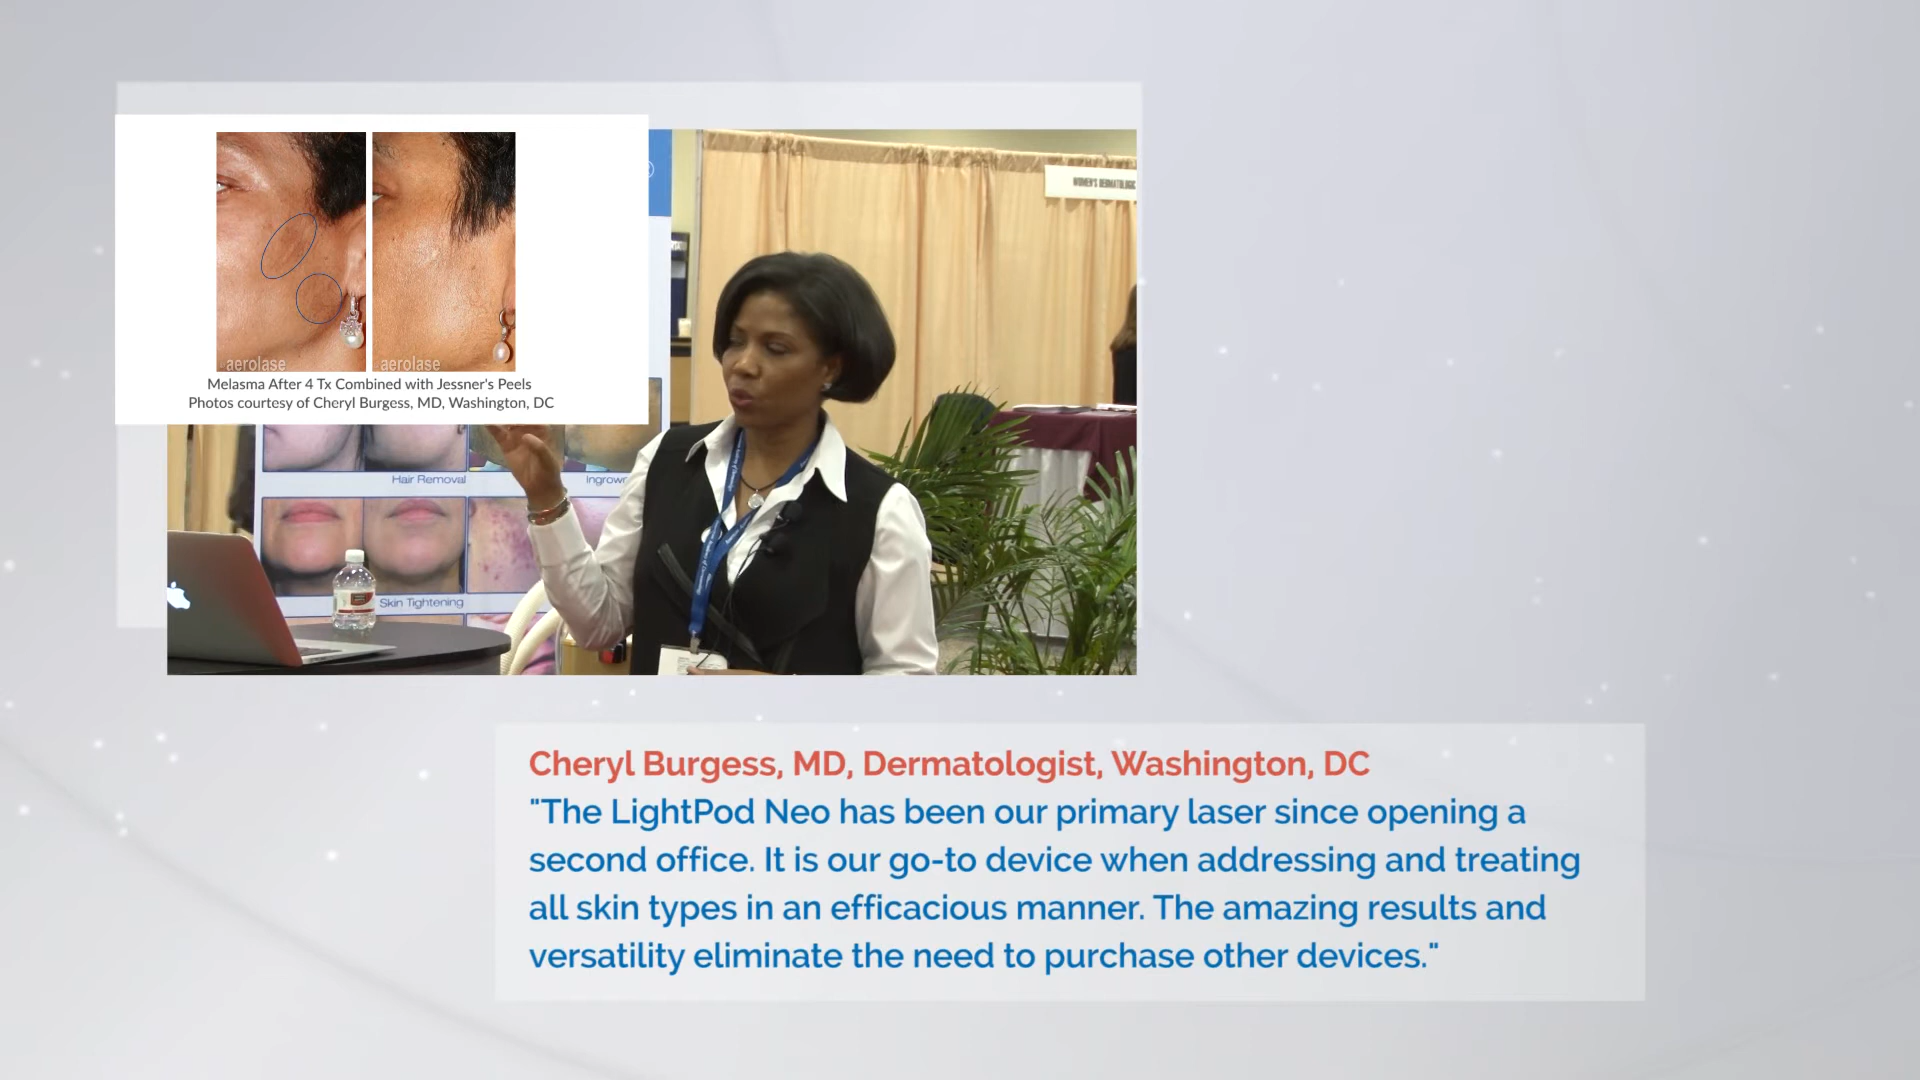 WOMEN'S DERMATOLOGIC
aerolase
aerolase
Melasma After 4 Tx Combined with Jessner's Peels
Photos courtesy of Cheryl Burgess, MD, Washington, DC
Hair Removal
Ingrown
Skin Tightening
Cheryl Burgess, MD, Dermatologist, Washington, DC
"The LightPod Neo has been our primary laser since opening a
second office. It is our go-to device when addressing and treating
all skin types in an efficacious manner. The amazing results and
versatility eliminate the need to purchase other devices."